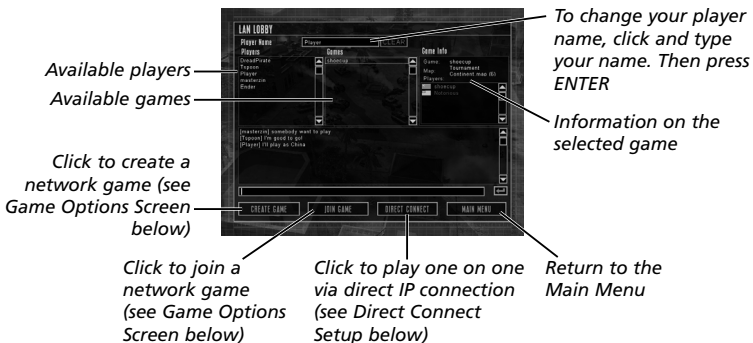 LAN LOBBY
Player Name
Player
CLEAR
Players
Games
Game Info
DreadPirate
Topoon
Player
masterzin
Ender
shoecup
Game: shoecup
Map: Tournament
Continent map (6)
Players:
shoecup
Notorious
[masterzin] somebody want to play
[Topoon] I'm good to go!
[Player] I'll play as China
CREATE GAME
JOIN GAME
DIRECT CONNECT
MAIN MENU
Available players
Available games
Click to create a
network game (see
Game Options Screen
below)
To change your player
name, click and type
your name. Then press
ENTER
Information on the
selected game
Click to join a
network game
(see Game Options
Screen below)
Click to play one on one
via direct IP connection
(see Direct Connect
Setup below)
Return to the
Main Menu